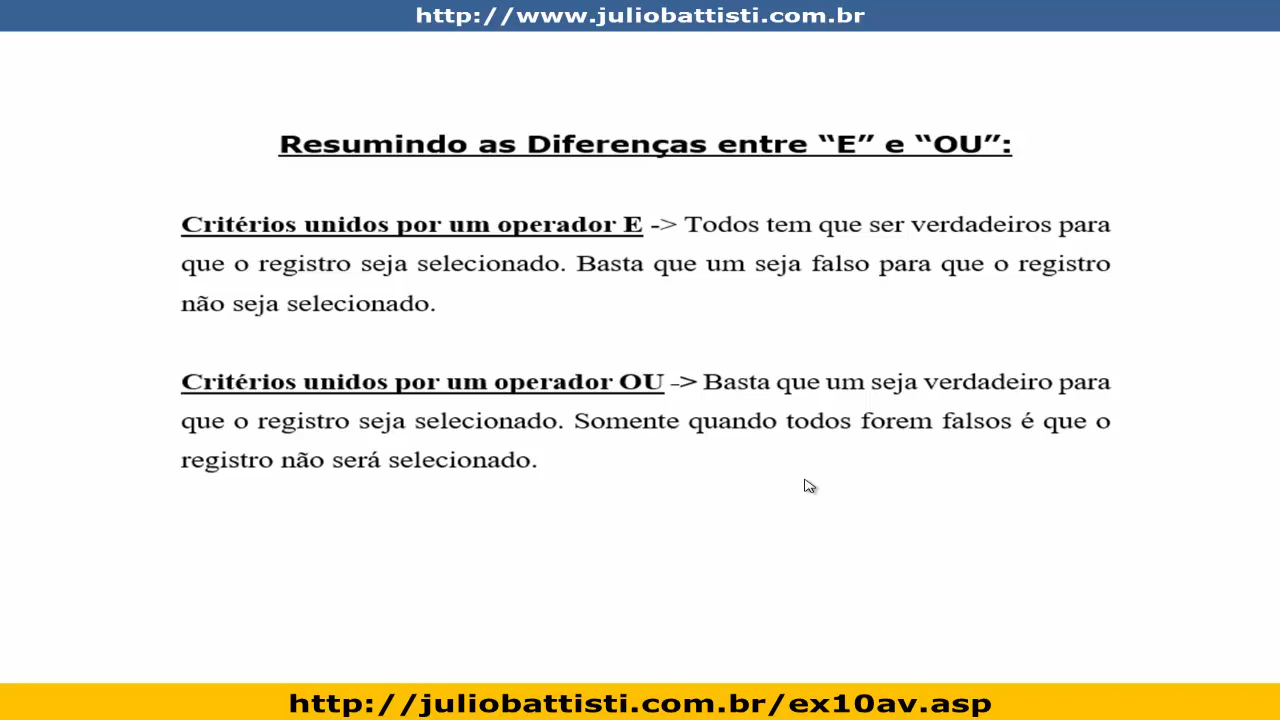 http://www.juliobattisti.com.br
Resumindo as Diferenças entre “E” e “OU”:
Critérios unidos por um operador E -> Todos tem que ser verdadeiros para
que o registro seja selecionado. Basta que um seja falso para que o registro
não seja selecionado.
Critérios unidos por um operador OU -> Basta que um seja verdadeiro para
que o registro seja selecionado. Somente quando todos forem falsos é que o
registro não será selecionado.
http://juliobattisti.com.br/ex10av.asp